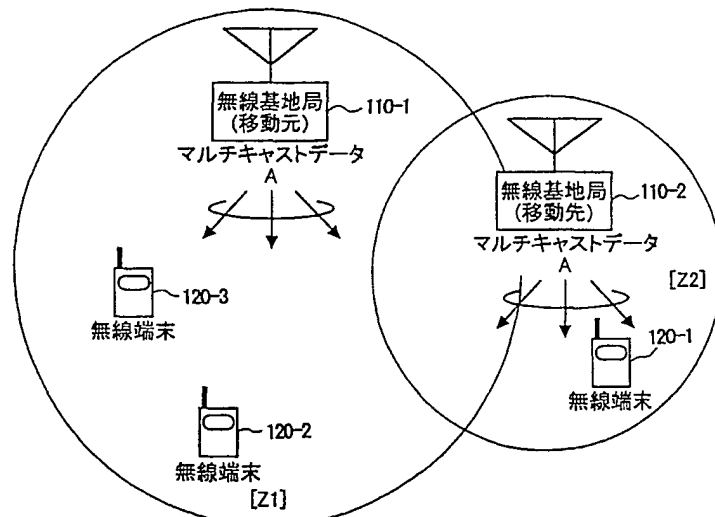 無線基地局
(移動元)
110-1
マルチキャストデータ
A
無線基地局
(移動先)
110-2
マルチキャストデータ
A
[Z2]
120-3
無線端末
120-1
無線端末
120-2
無線端末
[Z1]